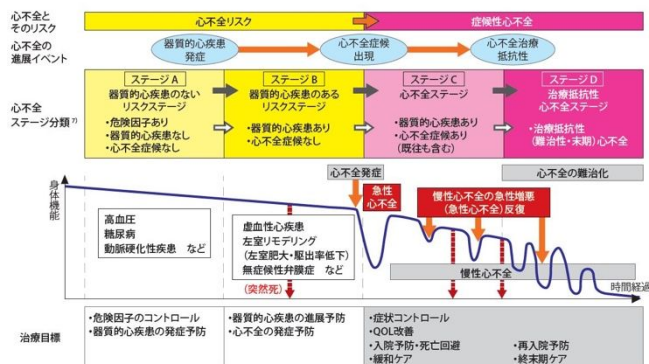 心不全と
そのリスク
心不全リスク
症候性心不全
心不全の
進展イベント
器質的心疾患
発症
心不全症候
出現
心不全治療
抵抗性
心不全
ステージ分類7)
ステージA
器質的心疾患のない
リスクステージ
・危険因子あり
・器質的心疾患なし
・心不全症候なし
ステージB
器質的心疾患のある
リスクステージ
・器質的心疾患あり
・心不全症候なし
ステージC
心不全ステージ
・器質的心疾患あり
・心不全症候あり
(既往も含む)
ステージD
治療抵抗性
心不全ステージ
・治療抵抗性
(難治性・末期)心不全
身体機能
心不全発症
心不全の難治化
急性
心不全
慢性心不全の急性増悪
(急性心不全)反復
高血圧
糖尿病
動脈硬化性疾患 など
虚血性心疾患
左室リモデリング
(左室肥大・駆出率低下)
無症候性弁膜症 など
(突然死)
慢性心不全
時間経過
治療目標
・危険因子のコントロール
・器質的心疾患の発症予防
・器質的心疾患の進展予防
・心不全の発症予防
・症状コントロール
・QOL改善
・入院予防・死亡回避
・緩和ケア
・再入院予防
・終末期ケア